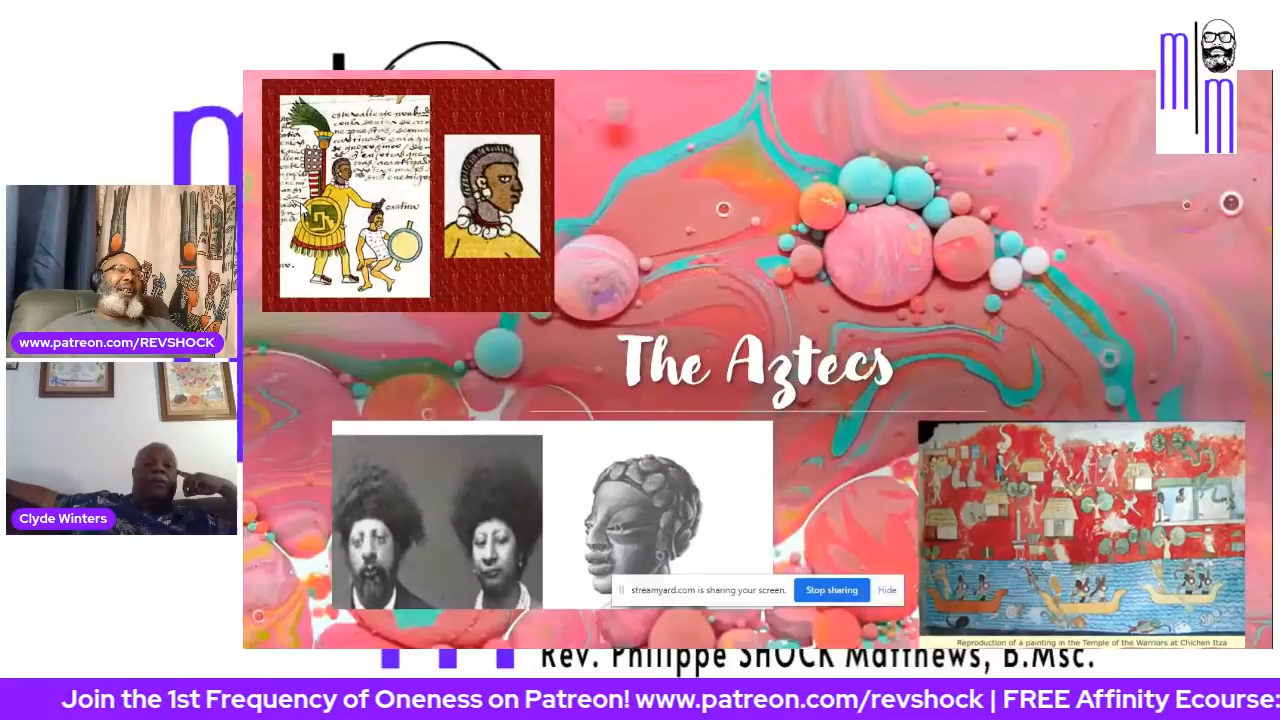 m
m
www.patreon.com/REVSHOCK
Clyde Winters
The Aztecs
streamyard.com is sharing your screen.
Stop sharing
Hide
Reproduction of a painting in the Temple of the Warriors at Chichen Itza
Rev. Philippe SHOCK Matthews, B.Msc.
Join the 1st Frequency of Oneness on Patreon! www.patreon.com/revshock | FREE Affinity Ecourse: